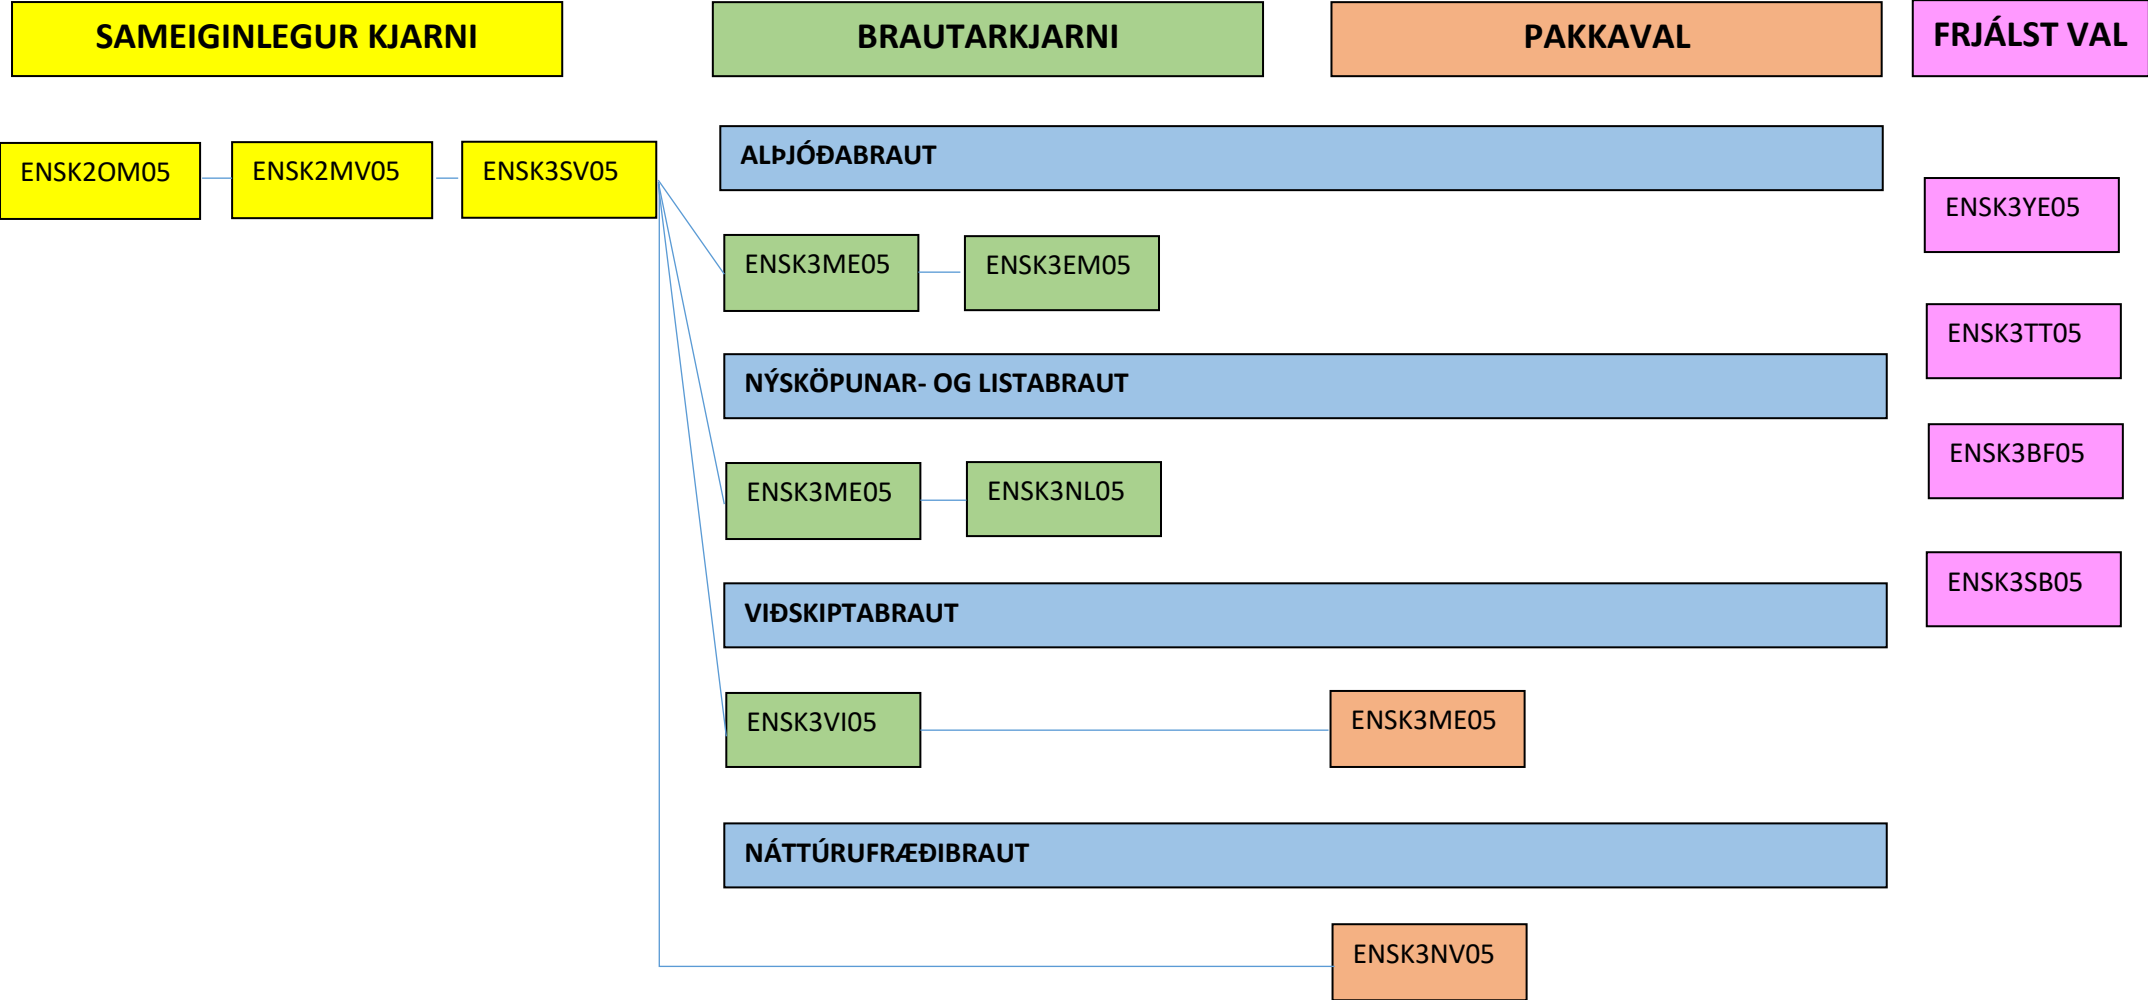 SAMEIGINLEGUR KJARNI
BRAUTARKJARNI
PAKKAVAL
FRJÁLST VAL
ENSK2OM05
ENSK2MV05
ENSK3SV05
ALÞJÓÐABRAUT
ENSK3ME05
ENSK3EM05
NÝSKÖPUNAR- OG LISTABRAUT
ENSK3ME05
ENSK3NL05
VIÐSKIPTABRAUT
ENSK3VI05
ENSK3ME05
NÁTTÚRUFRÆÐIBRAUT
ENSK3NV05
ENSK3YE05
ENSK3TT05
ENSK3BF05
ENSK3SB05